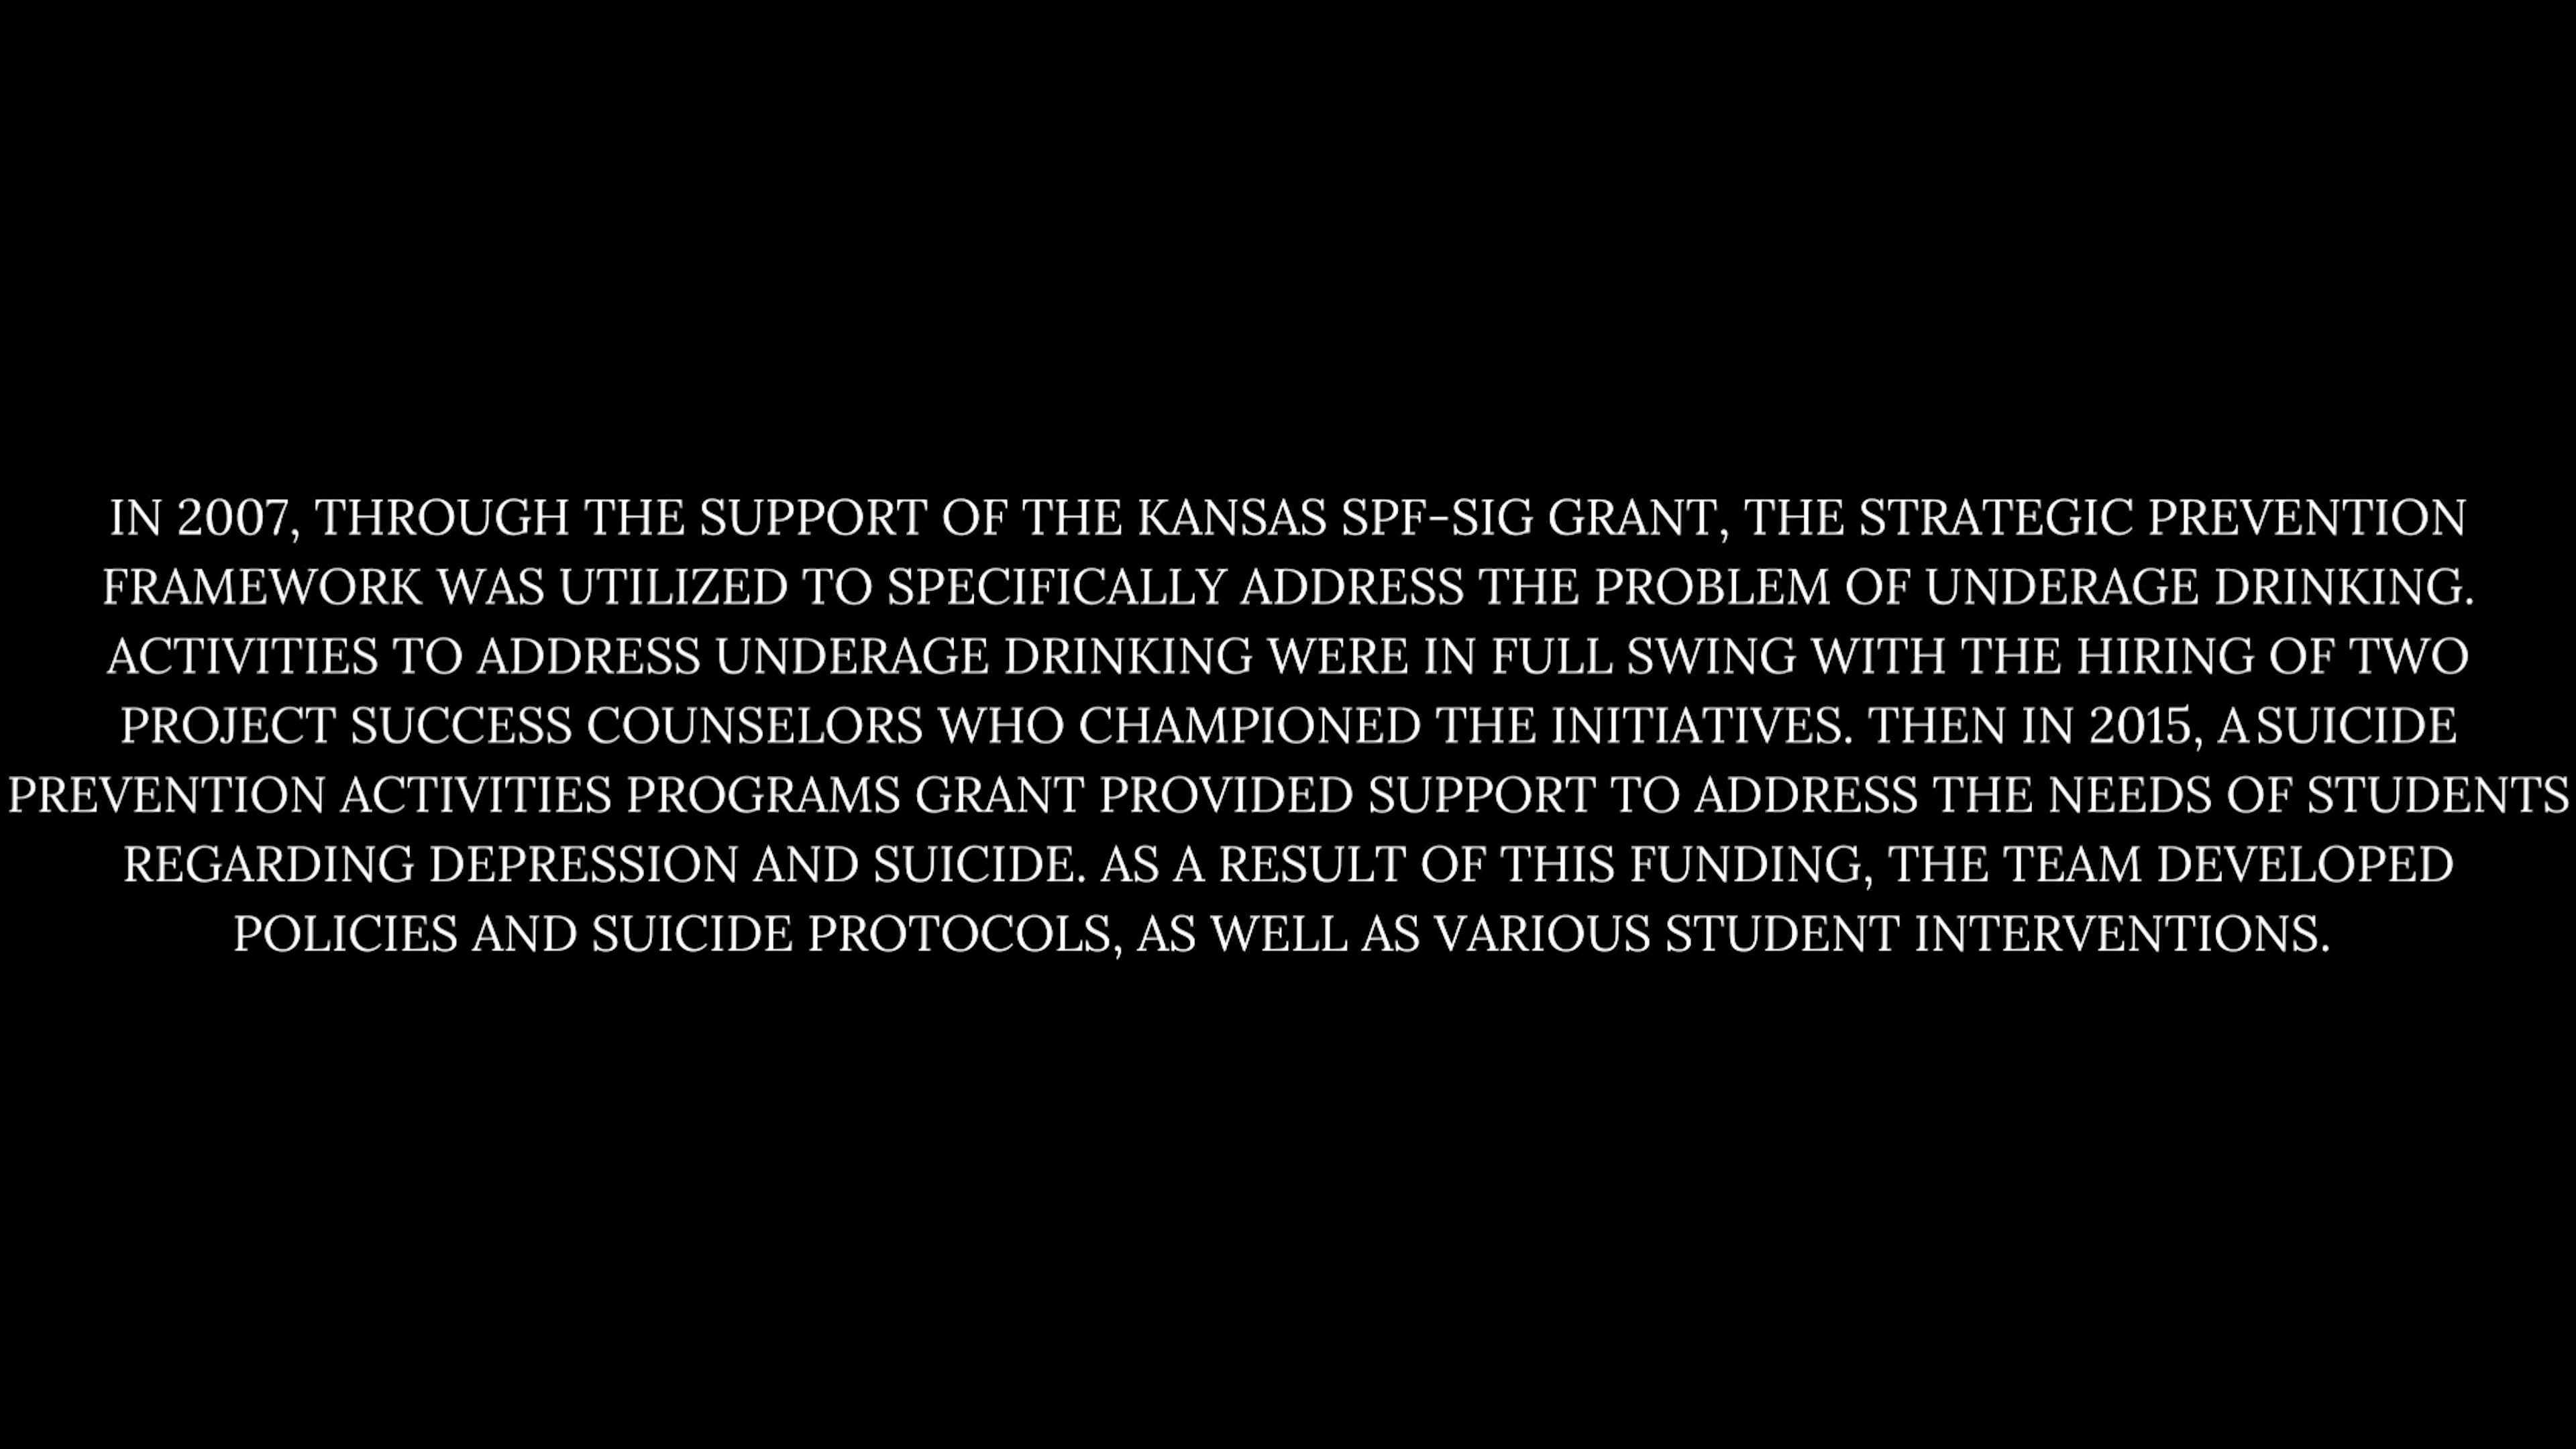 IN 2007, THROUGH THE SUPPORT OF THE KANSAS SPF-SIG GRANT, THE STRATEGIC PREVENTION
FRAMEWORK WAS UTILIZED TO SPECIFICALLY ADDRESS THE PROBLEM OF UNDERAGE DRINKING.
ACTIVITIES TO ADDRESS UNDERAGE DRINKING WERE IN FULL SWING WITH THE HIRING OF TWO
PROJECT SUCCESS COUNSELORS WHO CHAMPIONED THE INITIATIVES. THEN IN 2015, A SUICIDE
PREVENTION ACTIVITIES PROGRAMS GRANT PROVIDED SUPPORT TO ADDRESS THE NEEDS OF STUDENTS
REGARDING DEPRESSION AND SUICIDE. AS A RESULT OF THIS FUNDING, THE TEAM DEVELOPED
POLICIES AND SUICIDE PROTOCOLS, AS WELL AS VARIOUS STUDENT INTERVENTIONS.